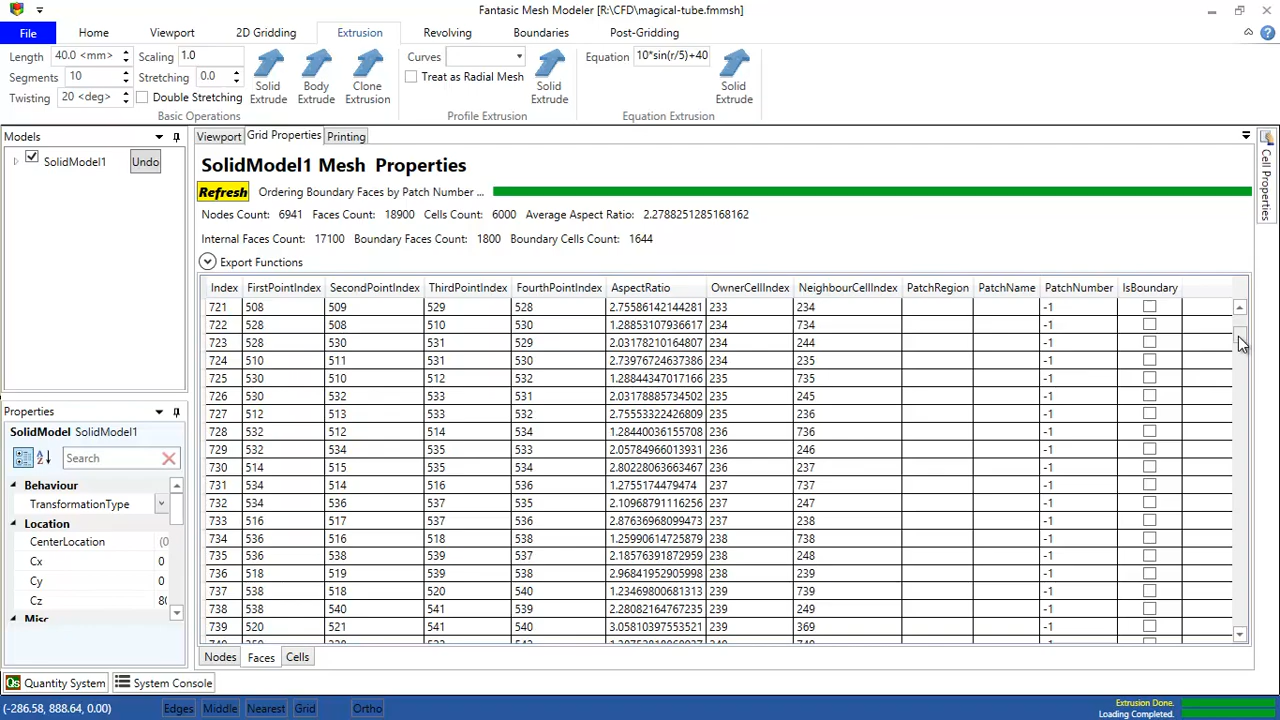 Fantasic Mesh Modeler [R:\CFD\magical-tube.fmmsh]
File Home Viewport 2D Gridding Extrusion Revolving Boundaries Post-Gridding
Length 40.0 <mm> Scaling 1.0 Curves Equation 10*sin(r/5)+40
Segments 10 Stretching 0.0 Treat as Radial Mesh
Twisting 20 <deg> Double Stretching
Solid Extrude Body Extrude Clone Extrusion Solid Extrude Solid Extrude
Basic Operations Profile Extrusion Equation Extrusion
Models Viewport Grid Properties Printing
SolidModel1 Undo
SolidModel1 Mesh Properties
Refresh Ordering Boundary Faces by Patch Number ...
Nodes Count: 6941 Faces Count: 18900 Cells Count: 6000 Average Aspect Ratio: 2.2788251285168162
Internal Faces Count: 17100 Boundary Faces Count: 1800 Boundary Cells Count: 1644
Export Functions
Cell Properties
Index FirstPointIndex SecondPointIndex ThirdPointIndex FourthPointIndex AspectRatio OwnerCellIndex NeighbourCellIndex PatchRegion PatchName PatchNumber IsBoundary
721 508 509 529 528 2.75586142144281 233 234 -1
722 528 508 510 530 1.28853107936617 234 734 -1
723 528 530 531 529 2.03178210164807 234 244 -1
724 510 511 531 530 2.73976724637386 234 235 -1
725 530 510 512 532 1.28844347017166 235 735 -1
726 530 532 533 531 2.03178885734502 235 245 -1
727 512 513 533 532 2.75553322426809 235 236 -1
728 532 512 514 534 1.28440036155708 236 736 -1
729 532 534 535 533 2.05784966013931 236 246 -1
730 514 515 535 534 2.80228063663467 236 237 -1
731 534 514 516 536 1.2755174479474 237 737 -1
732 534 536 537 535 2.10968791116256 237 247 -1
733 516 517 537 536 2.87636968099473 237 238 -1
734 536 516 518 538 1.25990614725915 238 738 -1
735 536 538 539 537 2.18576391872959 238 248 -1
736 518 519 539 538 2.96841952905998 238 239 -1
737 538 518 520 540 1.23469800681313 239 739 -1
738 538 540 541 539 2.28082164767235 239 249 -1
739 520 521 541 540 3.05810397553521 239 369 -1
Properties
SolidModel SolidModel1
Search
Behaviour
TransformationType
Location
CenterLocation (0
Cx 0
Cy 0
Cz 80
Misc
Nodes Faces Cells
Quantity System System Console
(-286.58, 888.64, 0.00) Edges Middle Nearest Grid Ortho
Extrusion Done.
Loading Completed.